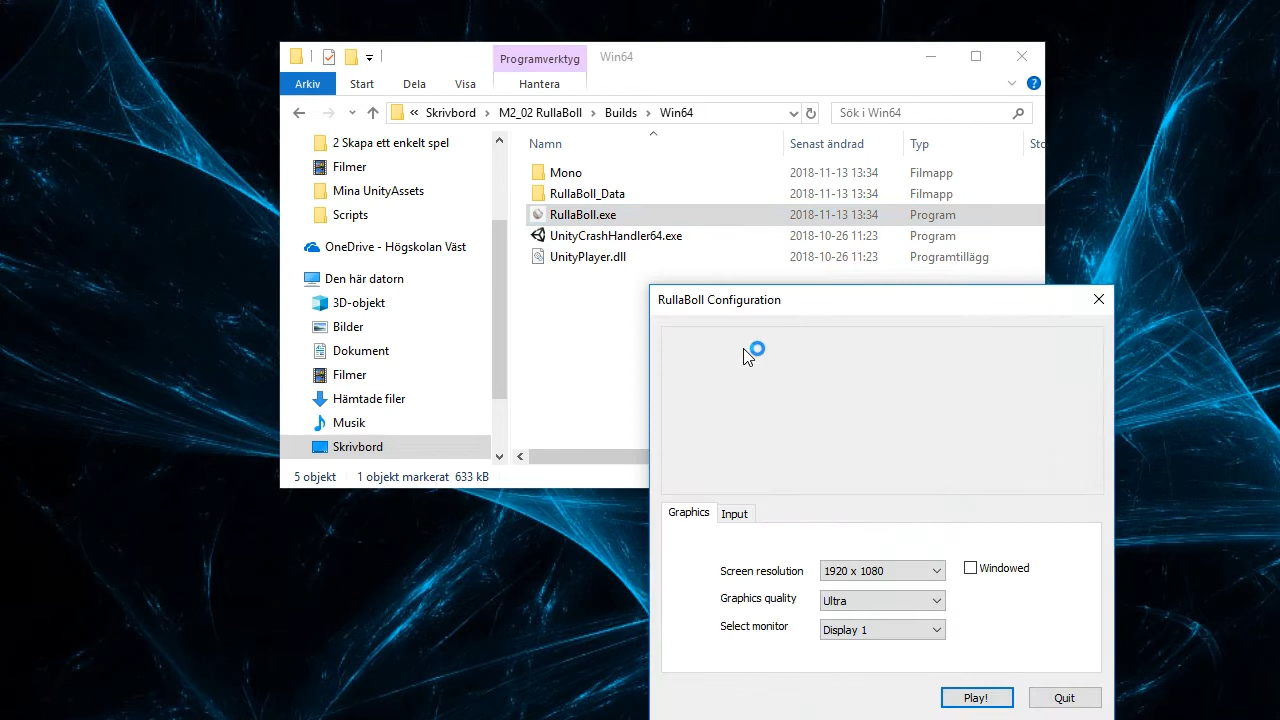 Programverktyg
Win64
Arkiv
Start
Dela
Visa
Hantera
«
Skrivbord
M2_02 RullaBoll
Builds
Win64
Sök i Win64
2 Skapa ett enkelt spel
Filmer
Mina UnityAssets
Scripts
OneDrive - Högskolan Väst
Den här datorn
3D-objekt
Bilder
Dokument
Filmer
Hämtade filer
Musik
Skrivbord
Namn Senast ändrad Typ Sto
Mono 2018-11-13 13:34 Filmapp
RullaBoll_Data 2018-11-13 13:34 Filmapp
RullaBoll.exe 2018-11-13 13:34 Program
UnityCrashHandler64.exe 2018-10-26 11:23 Program
UnityPlayer.dll 2018-10-26 11:23 Programtillägg
5 objekt 1 objekt markerat 633 kB
RullaBoll Configuration
Graphics
Input
Screen resolution 1920 x 1080 Windowed
Graphics quality Ultra
Select monitor Display 1
Play! Quit